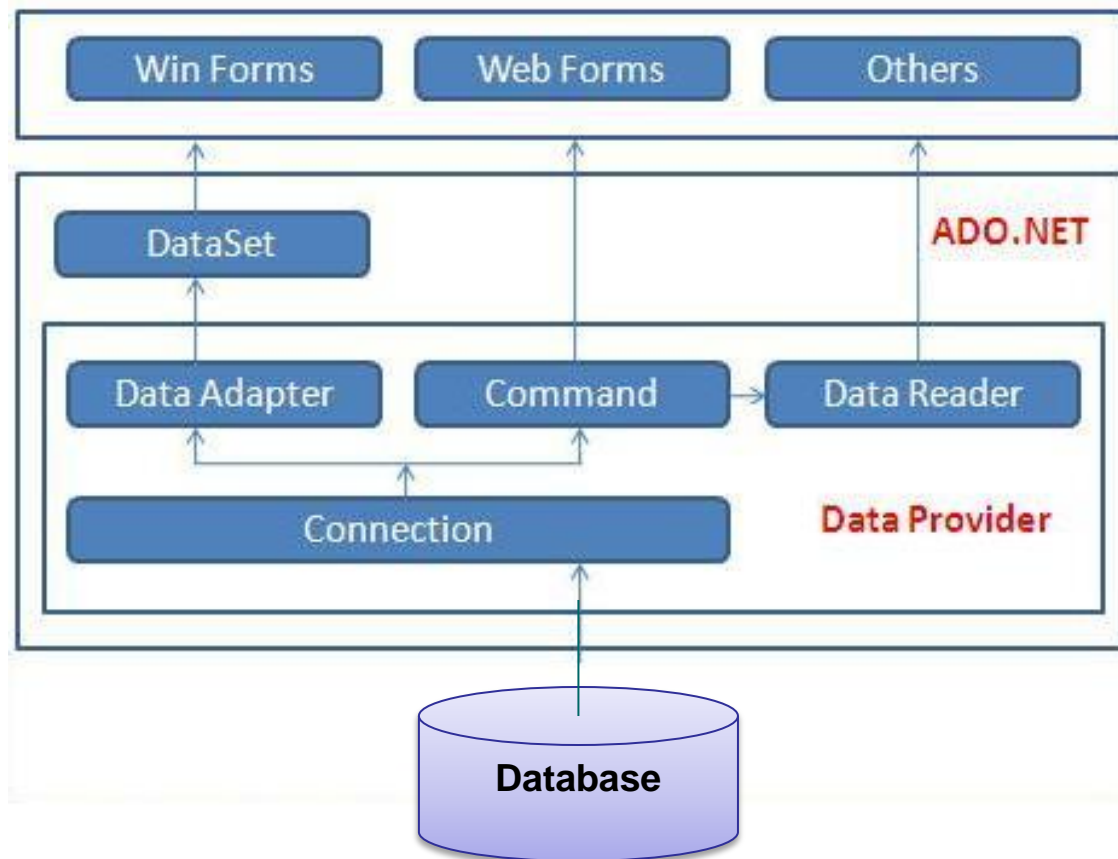 Win Forms
Web Forms
Others
DataSet
ADO.NET
Data Adapter
Command
Data Reader
Connection
Data Provider
Database